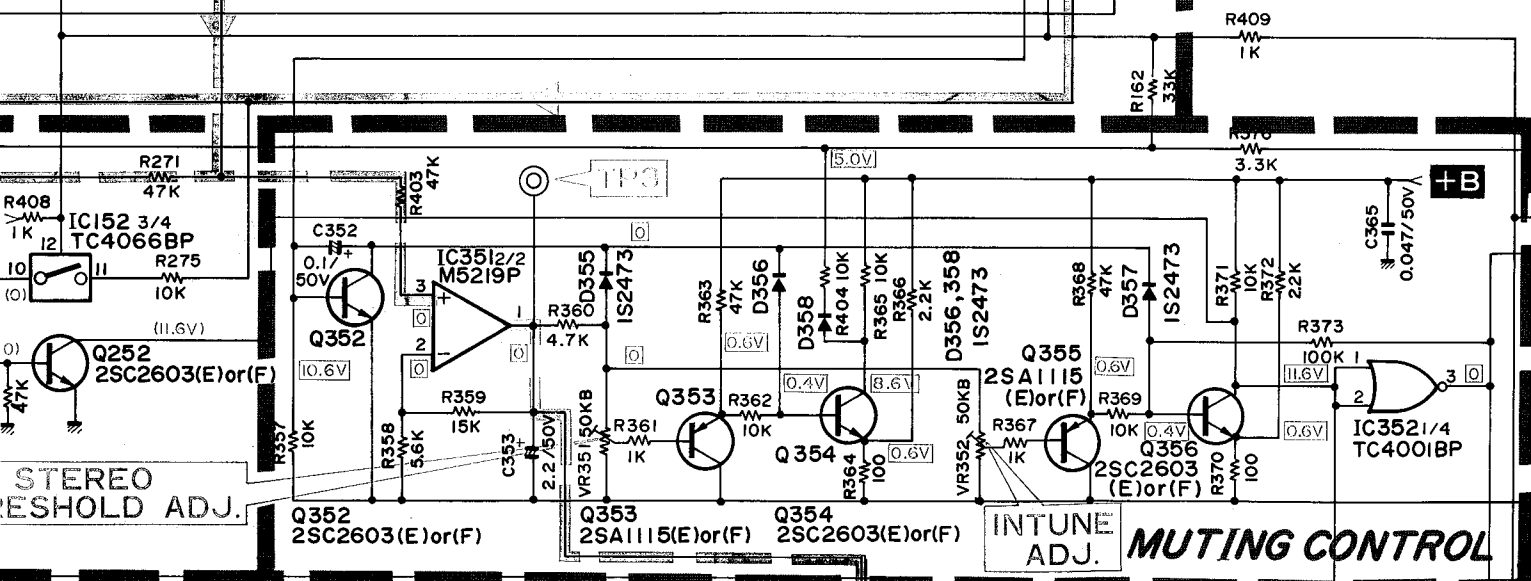 R409
1K
R162
33K
R376
3.3K
+B
R271
47K
R403
47K
TP3
5.0V
R408
1K
IC152 3/4
TC4066BP
12
10
11
(0)
R275
10K
C352
0.1/
50V
+
Q352
IC351 2/2
M5219P
3
+
2
−
1
0
0
0
D355
1S2473
R360
4.7K
0
0
R363
47K
0.6V
D356
D358
R404 10K
R365 10K
R366
2.2K
D356,358
1S2473
R368
47K
D357
1S2473
R371
10K
R372
2.2K
C365
0.047/50V
R373
100K
(11.6V)
0)
Q252
2SC2603(E)or(F)
47K
10.6V
R357
10K
R359
15K
R358
5.6K
C353
2.2/50V
+
VR351 50KB
R361
1K
Q353
R362
10K
0.4V
8.6V
Q354
0.6V
R364
100
VR352 50KB
R367
1K
Q355
2SA1115
(E)or(F)
0.6V
R369
10K
0.4V
Q356
2SC2603
(E)or(F)
R370
100
11.6V
0.6V
1
2
3
0
IC352 1/4
TC4001BP
STEREO
RESHOLD ADJ.
Q352
2SC2603(E)or(F)
Q353
2SA1115(E)or(F)
Q354
2SC2603(E)or(F)
INTUNE
ADJ.
MUTING CONTROL